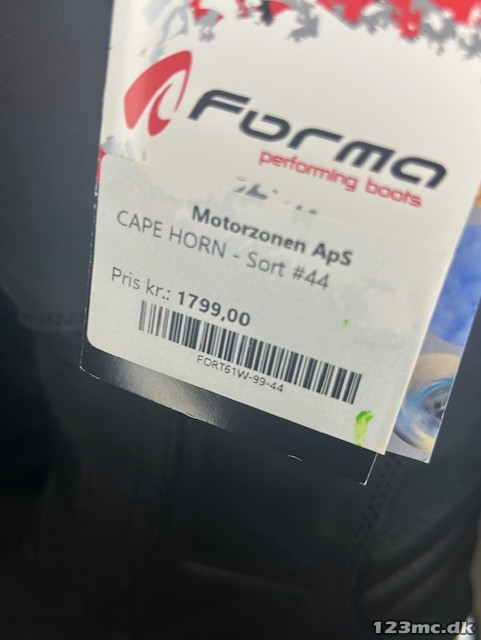 Forma
performing boots
Motorzonen ApS
CAPE HORN - Sort #44
Pris kr.: 1799,00
FORT61W-99-44
123mc.dk